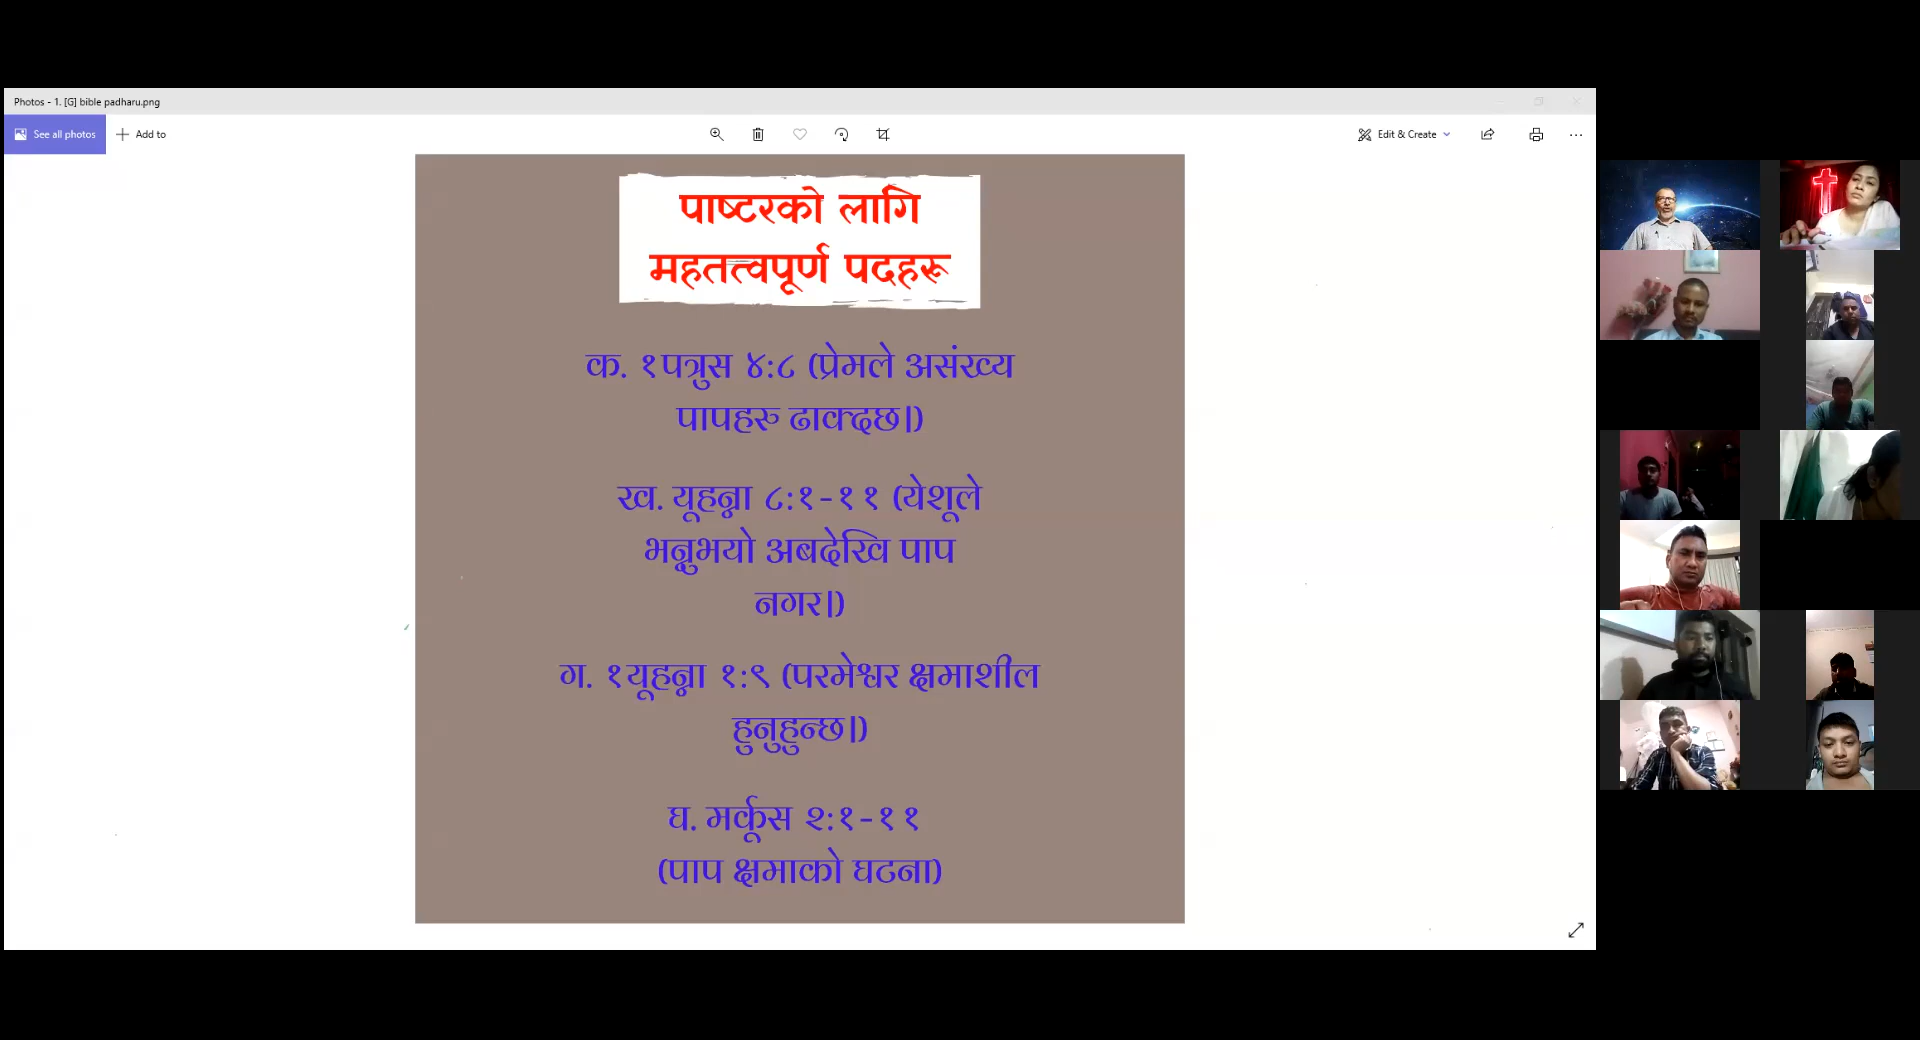 Photos - 1. [G] bible padharu.png
See all photos
Add to
Edit & Create
पाष्टरको लागि
महतत्त्वपूर्ण पदहरू
क. १पत्रुस ४:८ (प्रेमले असंख्य
पापहरु ढाक्दछ।)
ख. यूहन्ना ८:१-११ (येशूले
भन्नुभयो अबदेखि पाप
नगर।)
ग. १यूहन्ना १:९ (परमेश्वर क्षमाशील
हुनुहुन्छ।)
घ. मर्कूस २:१-११
(पाप क्षमाको घटना)